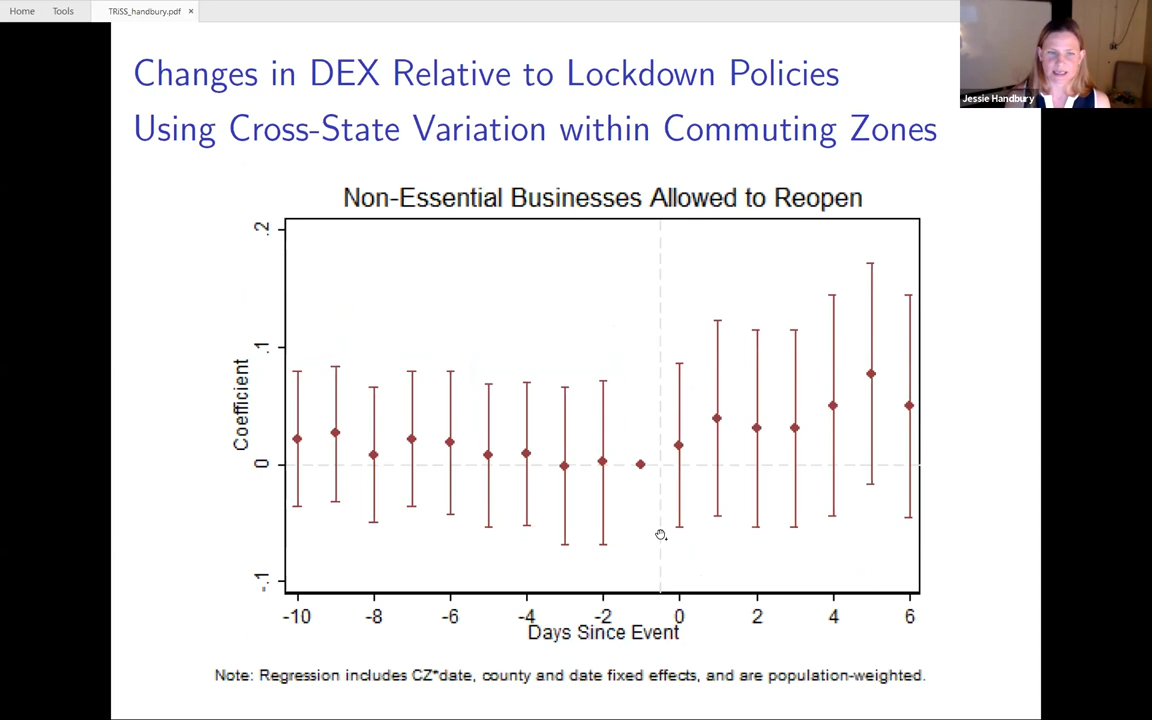 Home Tools TRiSS_handbury.pdf ×
Jessie Handbury
Changes in DEX Relative to Lockdown Policies
Using Cross-State Variation within Commuting Zones
Non-Essential Businesses Allowed to Reopen
.2
.1
0
-.1
Coefficient
-10 -8 -6 -4 -2 0 2 4 6
Days Since Event
Note: Regression includes CZ*date, county and date fixed effects, and are population-weighted.